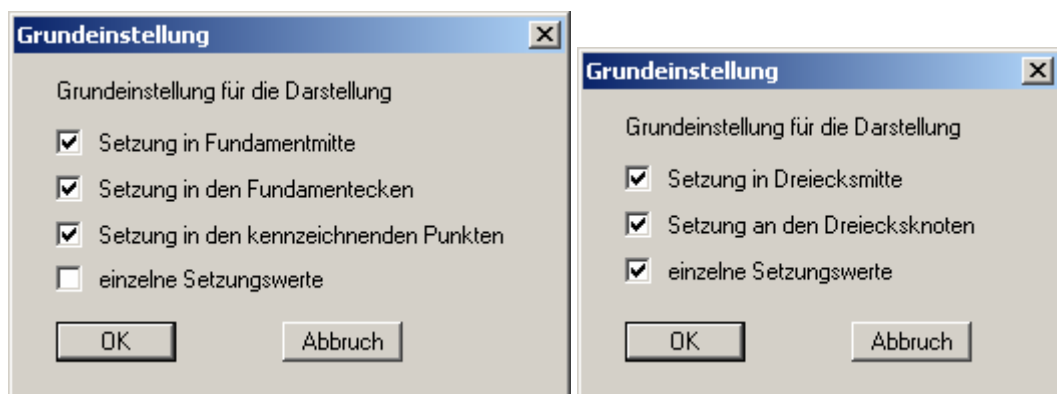 Grundeinstellung
Grundeinstellung für die Darstellung
Setzung in Fundamentmitte
Setzung in den Fundamentecken
Setzung in den kennzeichnenden Punkten
einzelne Setzungswerte
OK Abbruch
Grundeinstellung
Grundeinstellung für die Darstellung
Setzung in Dreiecksmitte
Setzung an den Dreiecksknoten
einzelne Setzungswerte
OK Abbruch